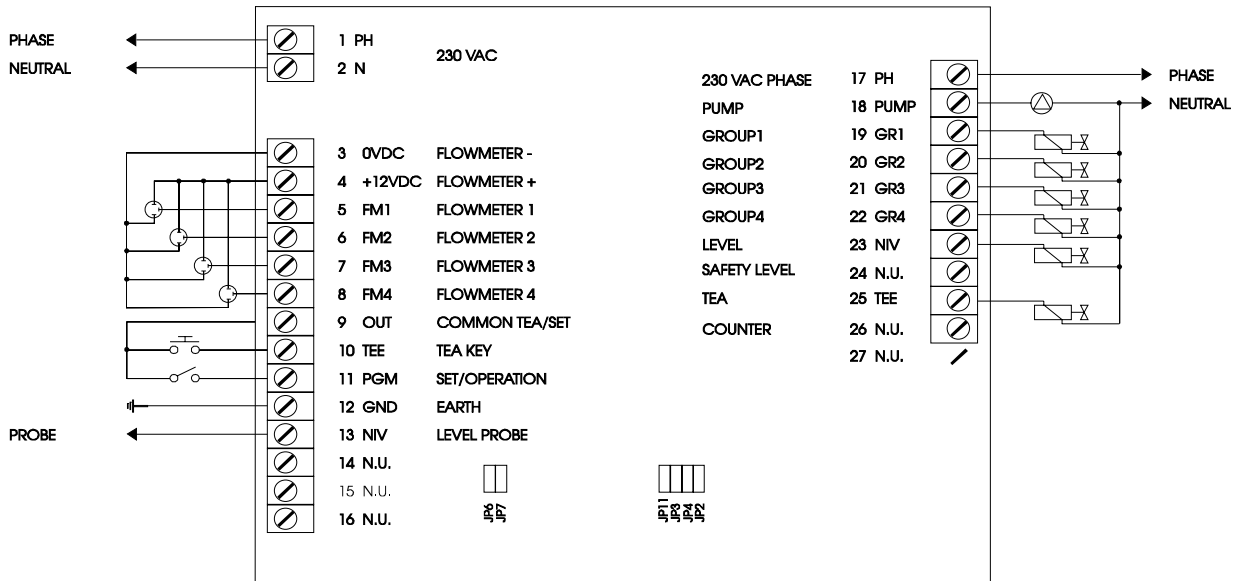 PHASE
NEUTRAL
1 PH
2 N
230 VAC
3 0VDC FLOWMETER -
4 +12VDC FLOWMETER +
5 FM1 FLOWMETER 1
6 FM2 FLOWMETER 2
7 FM3 FLOWMETER 3
8 FM4 FLOWMETER 4
9 OUT COMMON TEA/SET
10 TEE TEA KEY
11 PGM SET/OPERATION
12 GND EARTH
PROBE
13 NIV LEVEL PROBE
14 N.U.
15 N.U.
16 N.U.
JP6
JP7
JP11
JP3
JP4
JP2
230 VAC PHASE 17 PH
PUMP 18 PUMP
GROUP1 19 GR1
GROUP2 20 GR2
GROUP3 21 GR3
GROUP4 22 GR4
LEVEL 23 NIV
SAFETY LEVEL 24 N.U.
TEA 25 TEE
COUNTER 26 N.U.
27 N.U.
PHASE
NEUTRAL